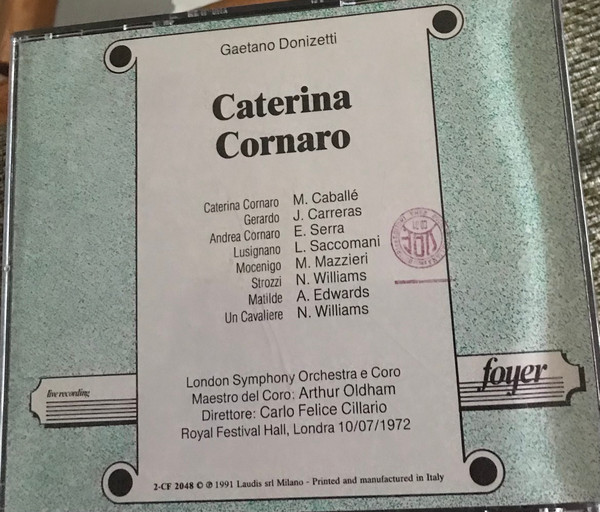 Gaetano Donizetti
Caterina
Cornaro
Caterina Cornaro M. Caballé
Gerardo J. Carreras
Andrea Cornaro E. Serra
Lusignano L. Saccomani
Mocenigo M. Mazzieri
Strozzi N. Williams
Matilde A. Edwards
Un Cavaliere N. Williams
London Symphony Orchestra e Coro
Maestro del Coro: Arthur Oldham
Direttore: Carlo Felice Cillario
Royal Festival Hall, Londra 10/07/1972
live recording
foyer
2-CF 2048 © ℗ 1991 Laudis srl Milano - Printed and manufactured in Italy